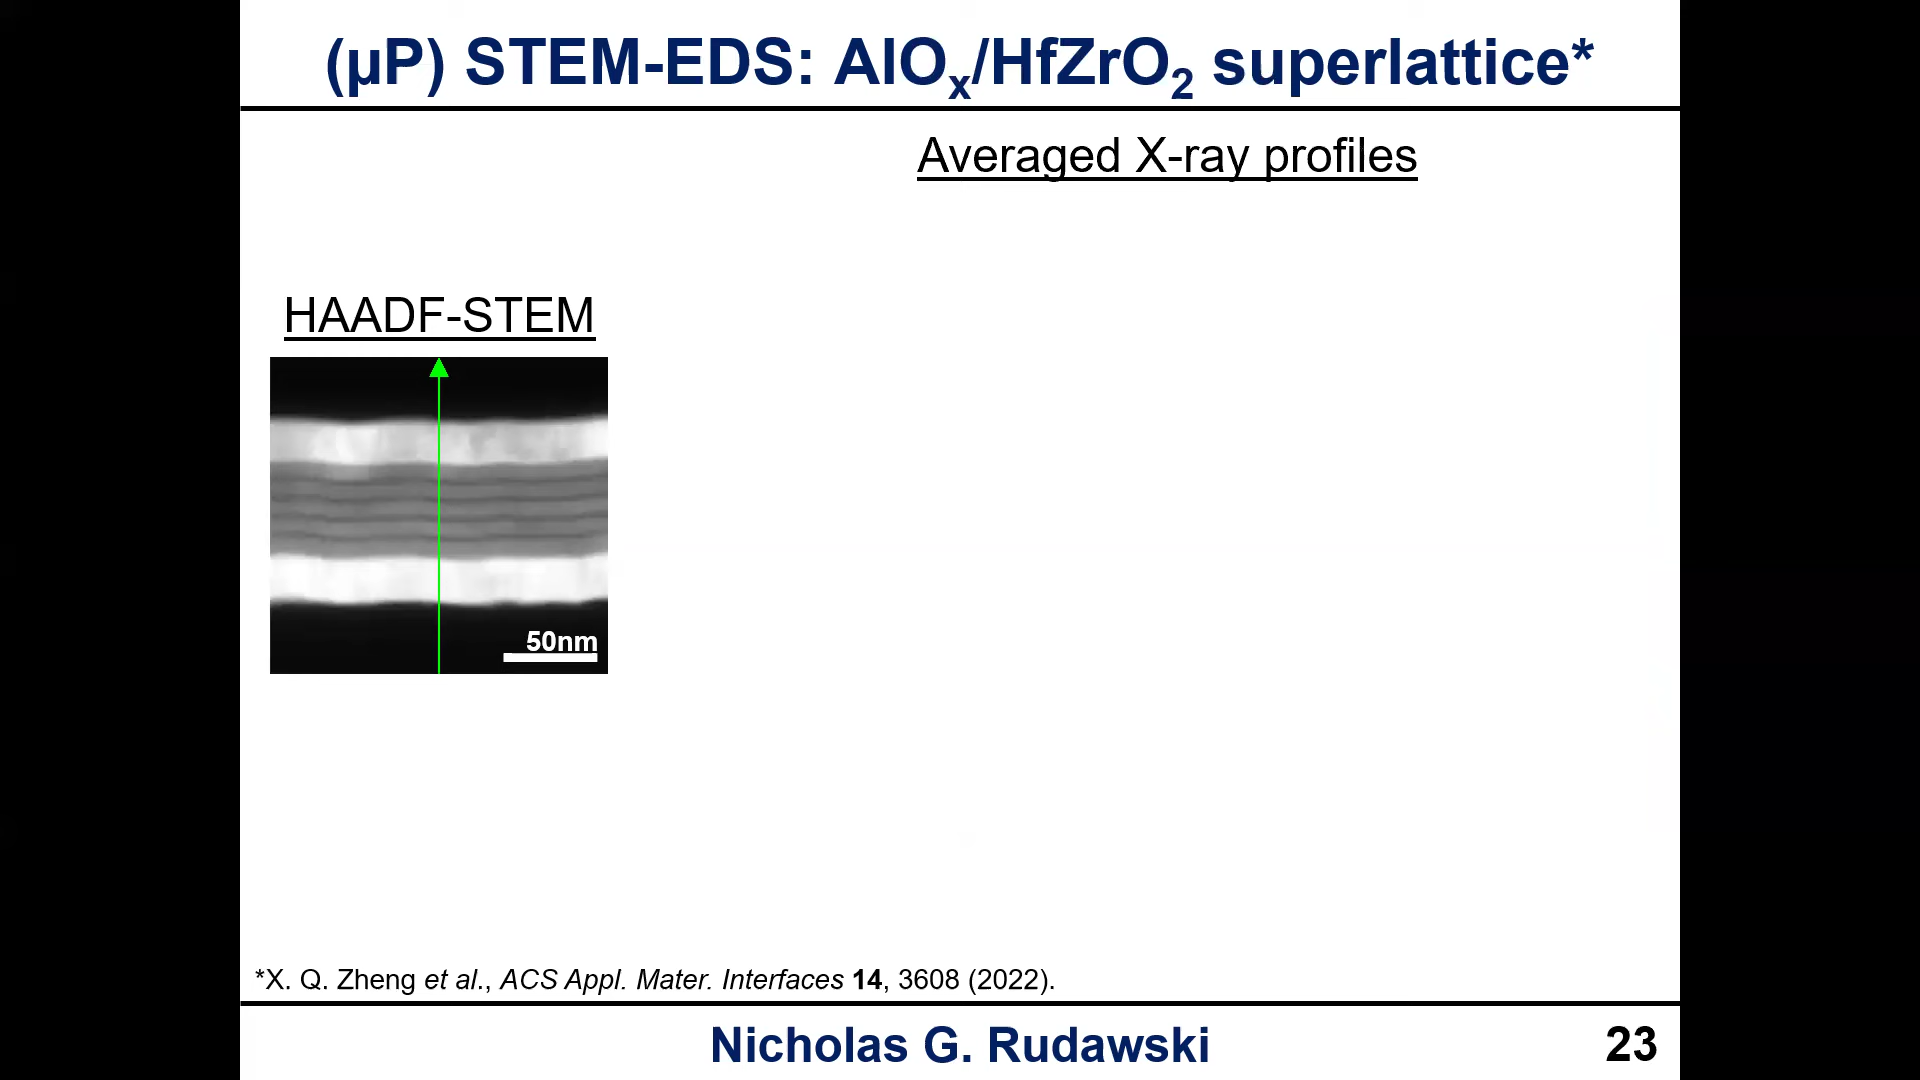 (µP) STEM-EDS: AlOx/HfZrO2 superlattice*
Averaged X-ray profiles
HAADF-STEM
50nm
*X. Q. Zheng et al., ACS Appl. Mater. Interfaces 14, 3608 (2022).
Nicholas G. Rudawski
23